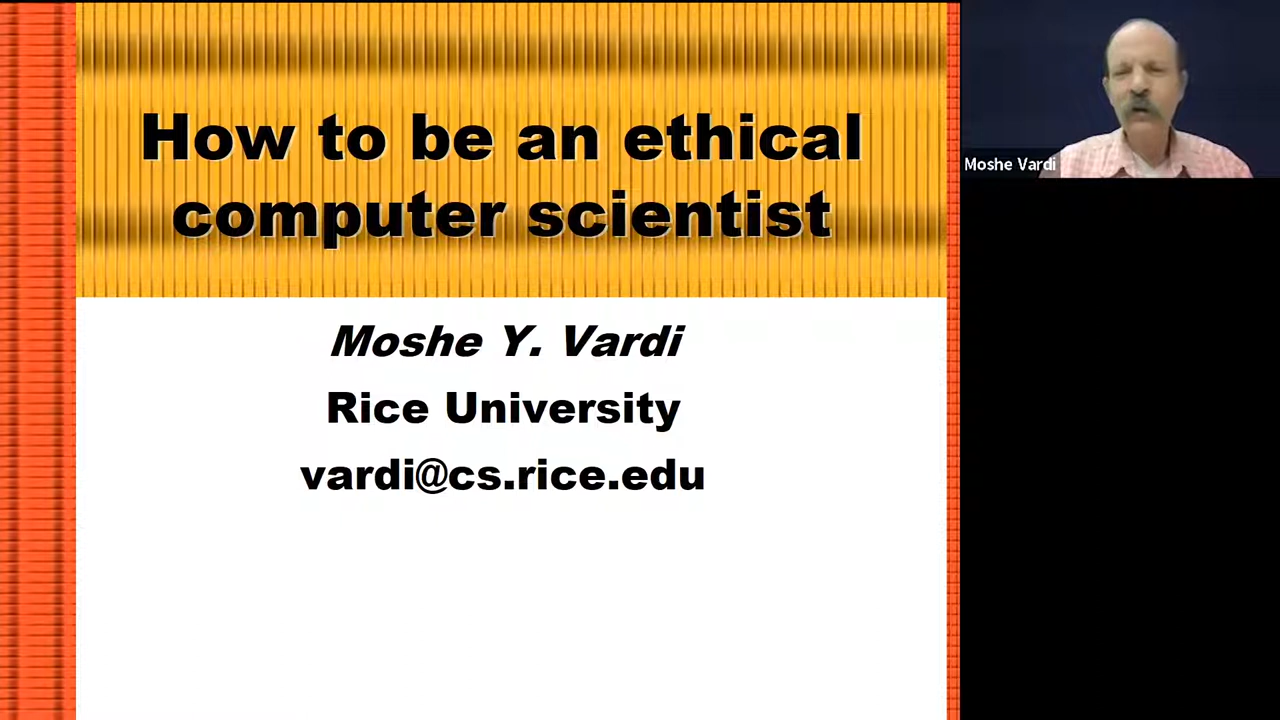 How to be an ethical
computer scientist
Moshe Y. Vardi
Rice University
vardi@cs.rice.edu
Moshe Vardi